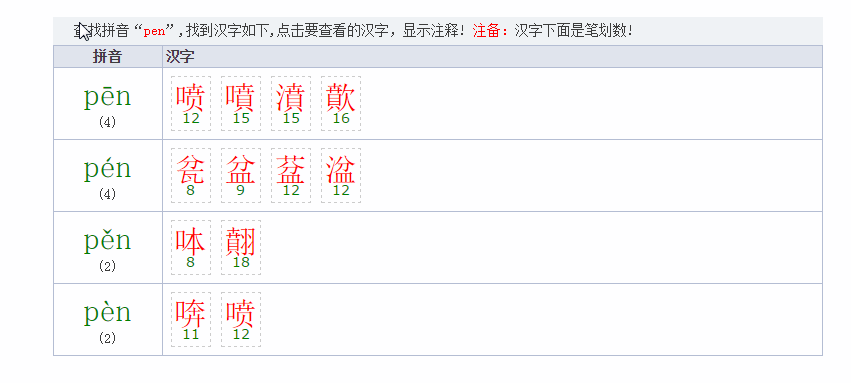 找拼音“pen”,找到汉字如下,点击要查看的汉字，显示注释! 注备：汉字下面是笔划数!
拼音 汉字
pēn 喷 噴 濆 歕
(4) 12 15 15 16
pén 瓫 盆 葐 湓
(4) 8 9 12 12
pěn 呠 翸
(2) 8 18
pèn 喯 喷
(2) 11 12